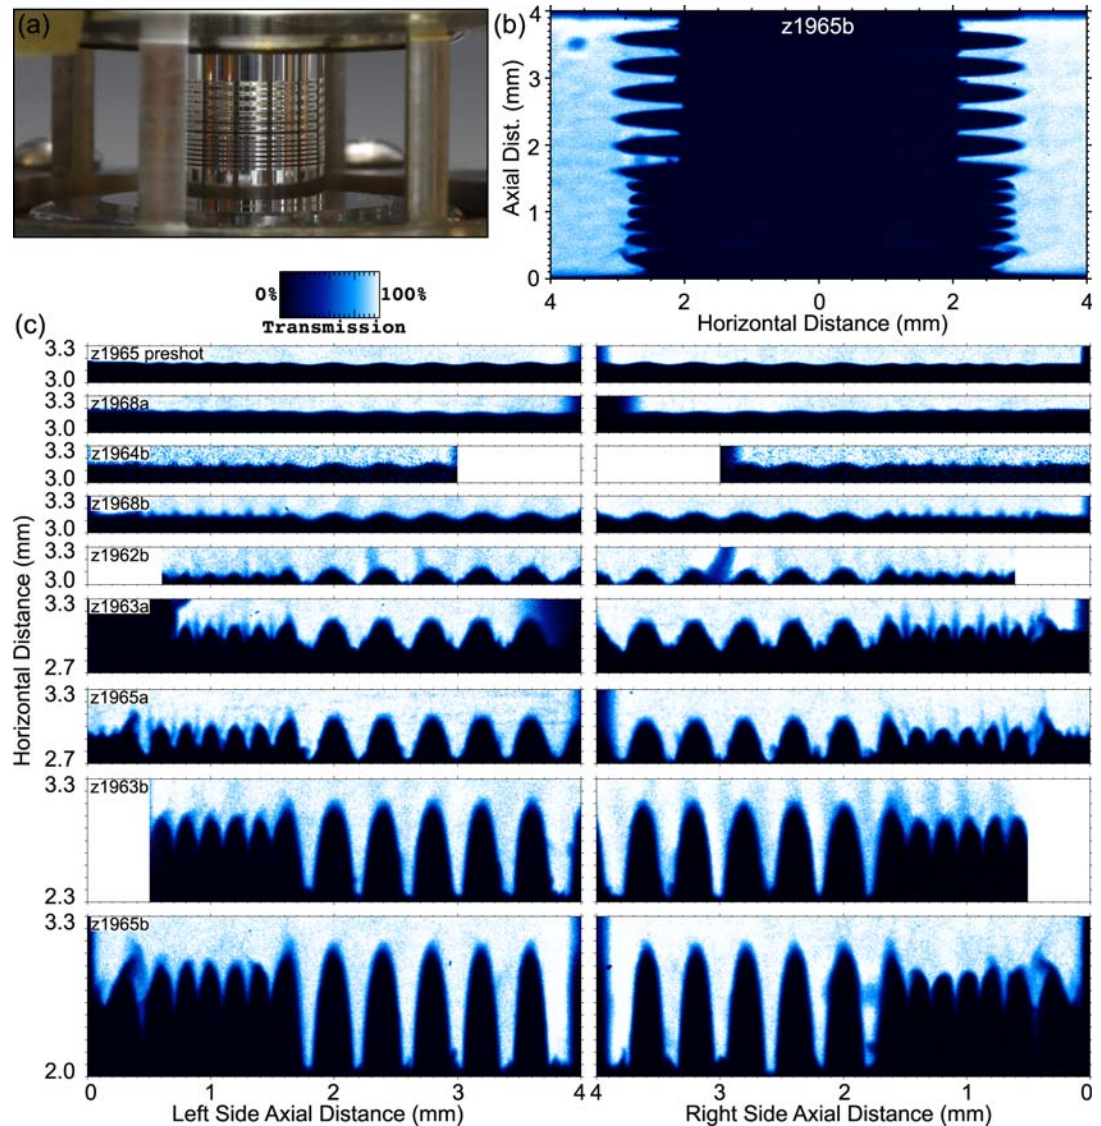 (a)
(b)
z1965b
4
3
2
1
0
Axial Dist. (mm)
4 2 0 2 4
Horizontal Distance (mm)
0% 100%
Transmission
(c)
Horizontal Distance (mm)
3.3
z1965 preshot
3.0
3.3
z1968a
3.0
3.3
z1964b
3.0
3.3
z1968b
3.0
3.3
z1962b
3.0
3.3
z1963a
2.7
3.3
z1965a
2.7
3.3
z1963b
2.3
3.3
z1965b
2.0
0 1 2 3 4
4 3 2 1 0
Left Side Axial Distance (mm)
Right Side Axial Distance (mm)